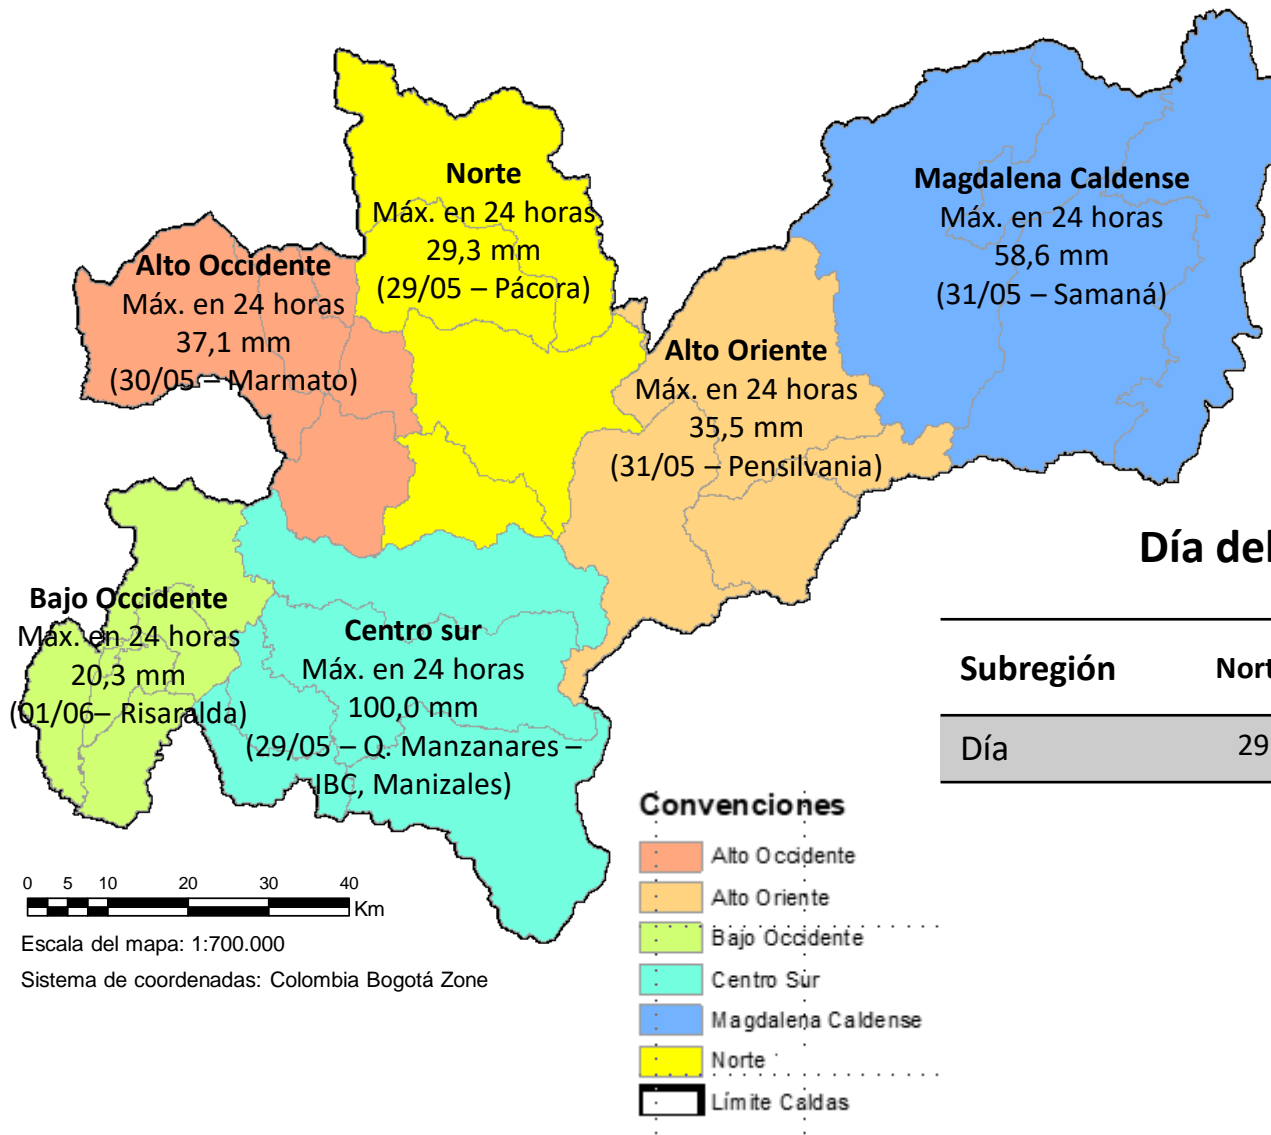 Norte
Máx. en 24 horas
29,3 mm
(29/05 – Pácora)
Magdalena Caldense
Máx. en 24 horas
58,6 mm
(31/05 – Samaná)
Alto Occidente
Máx. en 24 horas
37,1 mm
(30/05 – Marmato)
Alto Oriente
Máx. en 24 horas
35,5 mm
(31/05 – Pensilvania)
Bajo Occidente
Máx. en 24 horas
20,3 mm
(01/06– Risaralda)
Centro sur
Máx. en 24 horas
100,0 mm
(29/05 – Q. Manzanares –
IBC, Manizales)
Día del
Subregión Nort
Día 29
Convenciones
Alto Occidente
Alto Oriente
Bajo Occidente
Centro Sur
Magdalena Caldense
Norte
Límite Caldas
0 5 10 20 30 40
Km
Escala del mapa: 1:700.000
Sistema de coordenadas: Colombia Bogotá Zone